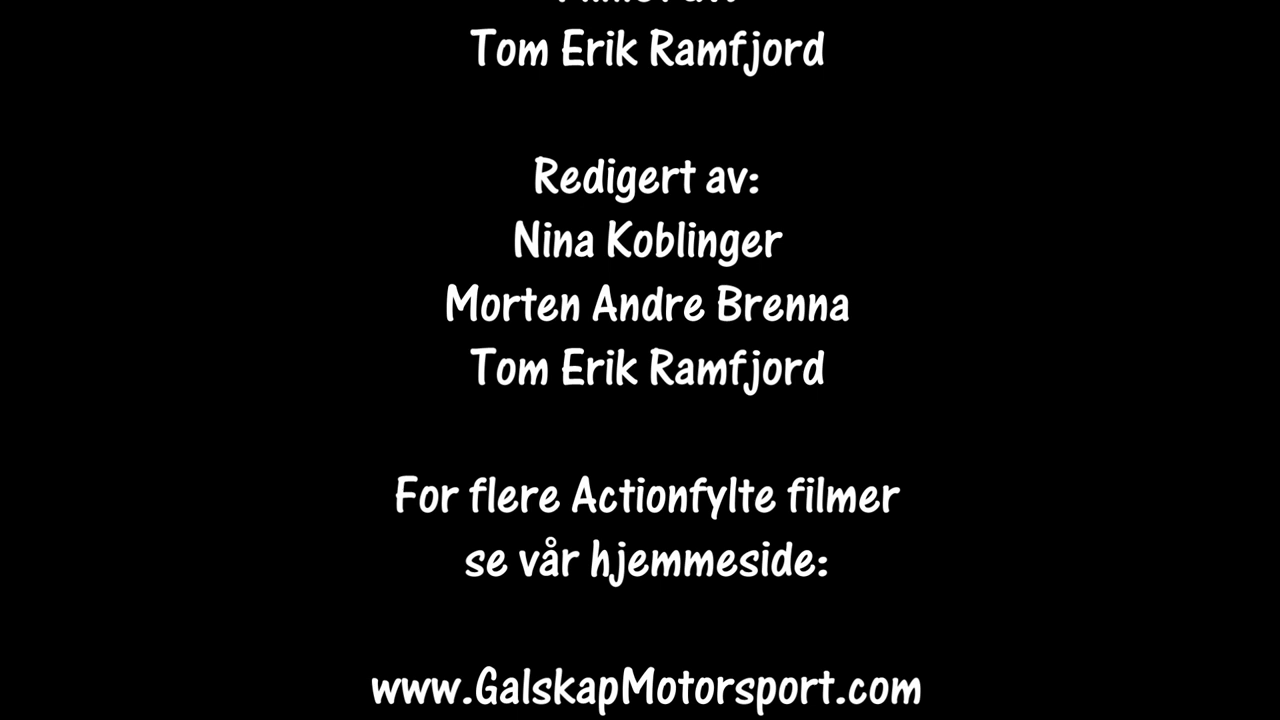 Tom Erik Ramfjord
Redigert av:
Nina Koblinger
Morten Andre Brenna
Tom Erik Ramfjord
For flere Actionfylte filmer
se vår hjemmeside:
www.GalskapMotorsport.com